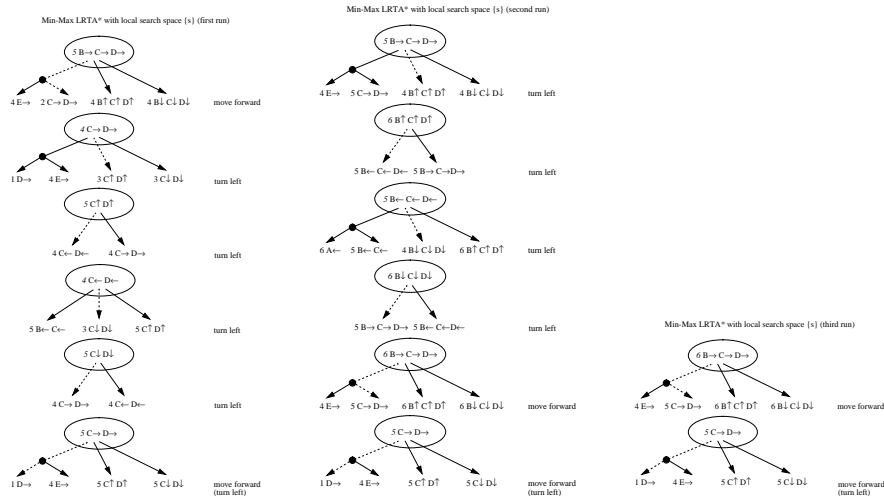 Min-Max LRTA* with local search space {s} (first run)
5 B→ C→ D→
4 E→ 2 C→ D→ 4 B↑ C↑ D↑ 4 B↓ C↓ D↓ move forward
4 C→ D→
1 D→ 4 E→ 3 C↑ D↑ 3 C↓ D↓ turn left
5 C↑ D↑
4 C← D← 4 C→ D→ turn left
4 C← D←
5 B← C← 3 C↓ D↓ 5 C↑ D↑ turn left
5 C↓ D↓
4 C→ D→ 4 C← D← turn left
5 C→ D→
1 D→ 4 E→ 5 C↑ D↑ 5 C↓ D↓ move forward
(turn left)
Min-Max LRTA* with local search space {s} (second run)
5 B→ C→ D→
4 E→ 5 C→ D→ 4 B↑ C↑ D↑ 4 B↓ C↓ D↓ turn left
6 B↑ C↑ D↑
5 B← C← D← 5 B→ C→D→ turn left
5 B← C← D←
6 A← 5 B← C← 4 B↓ C↓ D↓ 6 B↑ C↑ D↑ turn left
6 B↓ C↓ D↓
5 B→ C→ D→ 5 B← C←D← turn left
6 B→ C→ D→
4 E→ 5 C→ D→ 6 B↑ C↑ D↑ 6 B↓ C↓ D↓ move forward
5 C→ D→
1 D→ 4 E→ 5 C↑ D↑ 5 C↓ D↓ move forward
(turn left)
Min-Max LRTA* with local search space {s} (third run)
6 B→ C→ D→
4 E→ 5 C→ D→ 6 B↑ C↑ D↑ 6 B↓ C↓ D↓ move forward
5 C→ D→
1 D→ 4 E→ 5 C↑ D↑ 5 C↓ D↓ move forward
(turn left)